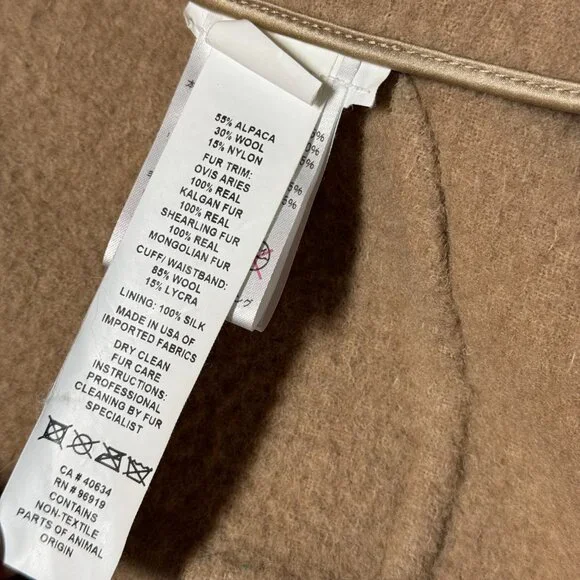 55% ALPACA
30% WOOL
15% NYLON
FUR TRIM:
OVIS ARIES
100% REAL
KALGAN FUR
100% REAL
SHEARLING FUR
100% REAL
MONGOLIAN FUR
CUFF/ WAISTBAND:
85% WOOL
15% LYCRA
LINING: 100% SILK
MADE IN USA OF
IMPORTED FABRICS
DRY CLEAN
FUR CARE
INSTRUCTIONS:
PROFESSIONAL
CLEANING BY FUR
SPECIALIST
CA # 40634
RN # 96919
CONTAINS
NON-TEXTILE
PARTS OF ANIMAL
ORIGIN